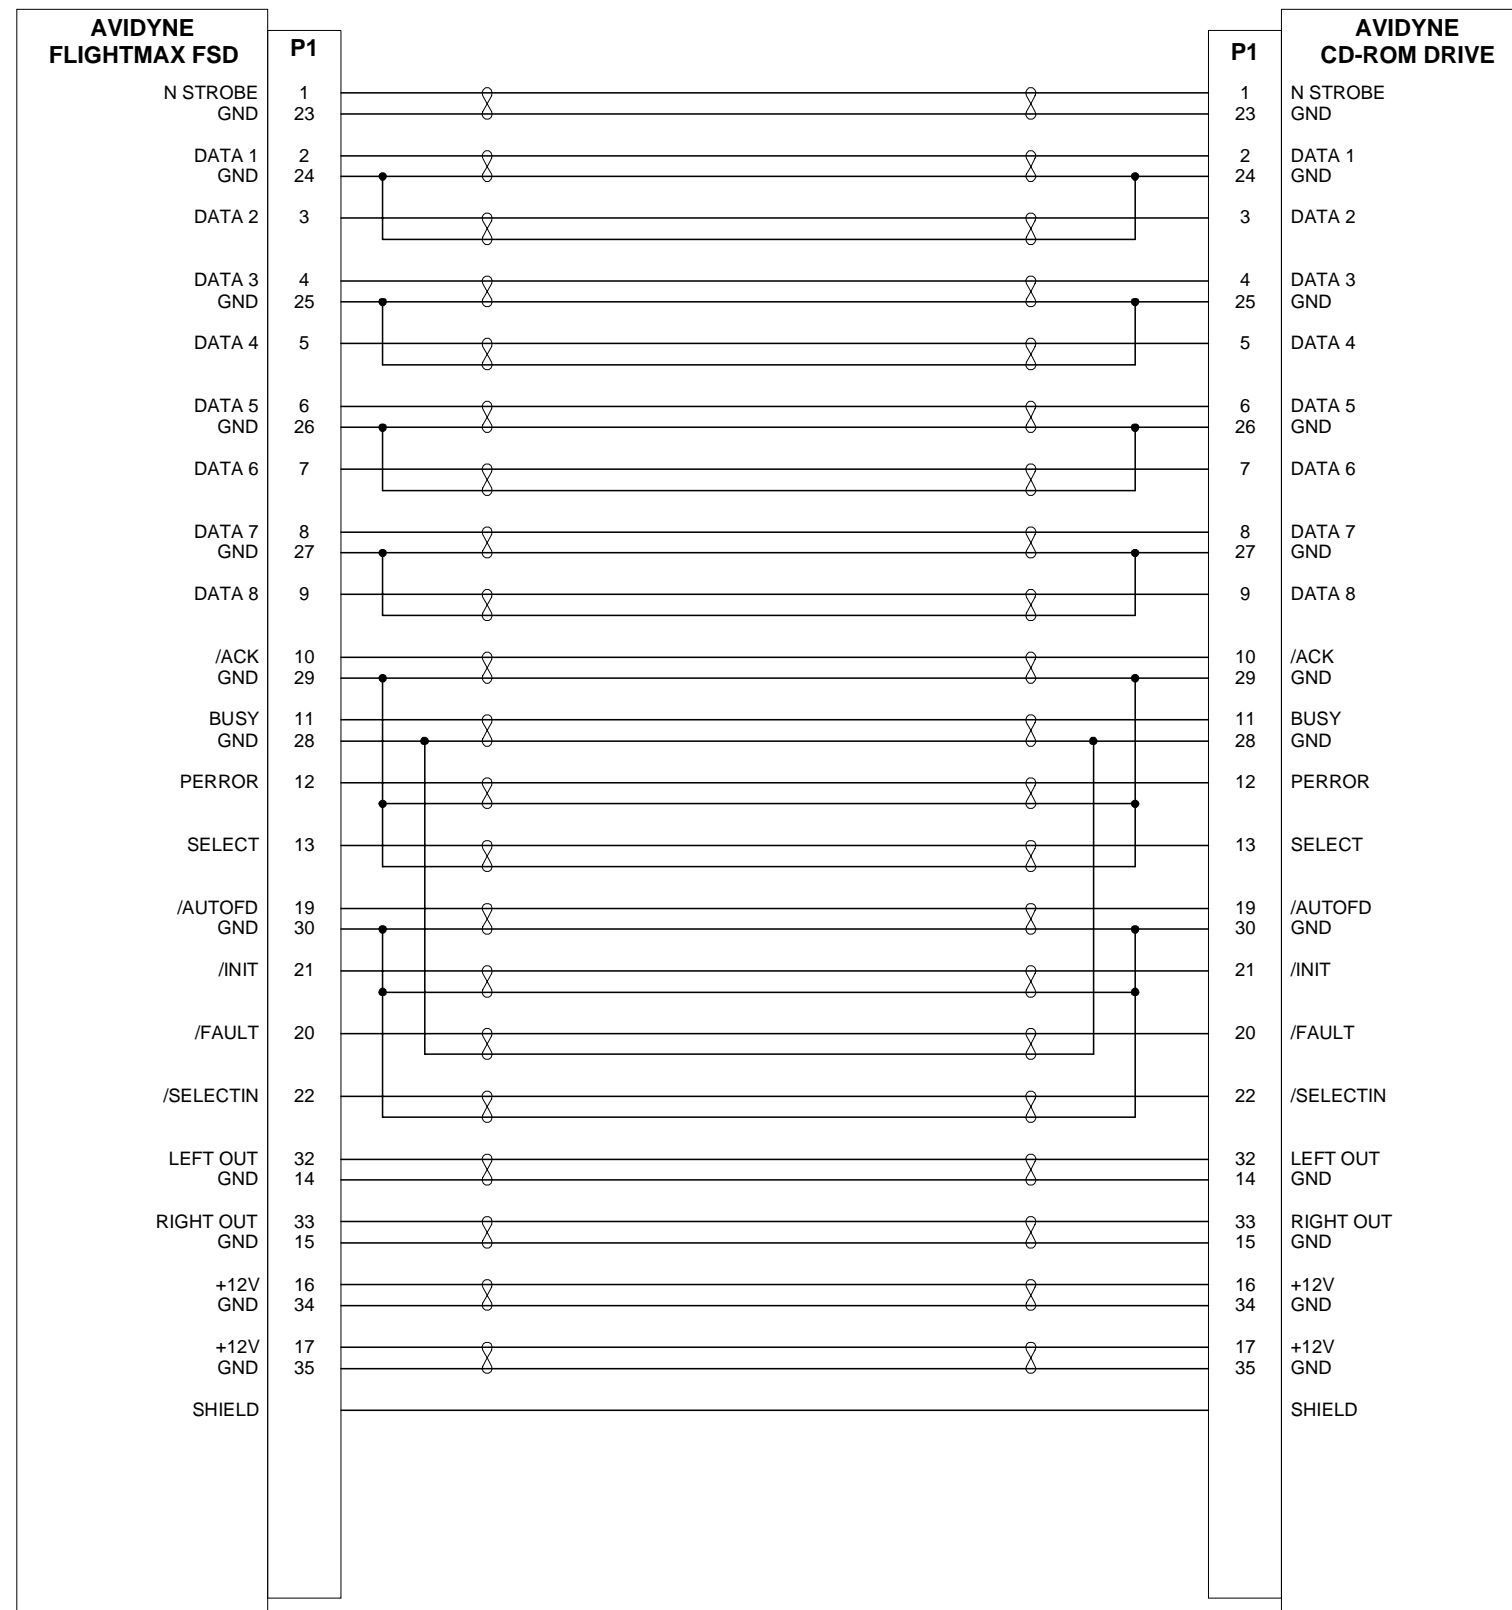 AVIDYNE
FLIGHTMAX FSD
P1
P1
AVIDYNE
CD-ROM DRIVE
N STROBE 1 1 N STROBE
GND 23 23 GND
DATA 1 2 2 DATA 1
GND 24 24 GND
DATA 2 3 3 DATA 2
DATA 3 4 4 DATA 3
GND 25 25 GND
DATA 4 5 5 DATA 4
DATA 5 6 6 DATA 5
GND 26 26 GND
DATA 6 7 7 DATA 6
DATA 7 8 8 DATA 7
GND 27 27 GND
DATA 8 9 9 DATA 8
/ACK 10 10 /ACK
GND 29 29 GND
BUSY 11 11 BUSY
GND 28 28 GND
PERROR 12 12 PERROR
SELECT 13 13 SELECT
/AUTOFD 19 19 /AUTOFD
GND 30 30 GND
/INIT 21 21 /INIT
/FAULT 20 20 /FAULT
/SELECTIN 22 22 /SELECTIN
LEFT OUT 32 32 LEFT OUT
GND 14 14 GND
RIGHT OUT 33 33 RIGHT OUT
GND 15 15 GND
+12V 16 16 +12V
GND 34 34 GND
+12V 17 17 +12V
GND 35 35 GND
SHIELD SHIELD